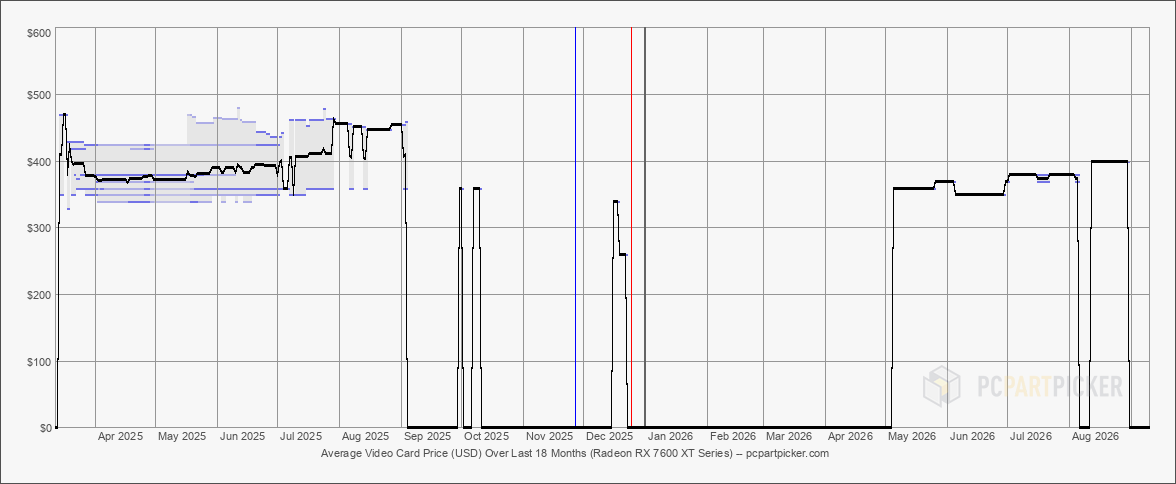 $600
$500
$400
$300
$200
$100
$0
Apr 2025 May 2025 Jun 2025 Jul 2025 Aug 2025 Sep 2025 Oct 2025 Nov 2025 Dec 2025 Jan 2026 Feb 2026 Mar 2026 Apr 2026 May 2026 Jun 2026 Jul 2026 Aug 2026
Average Video Card Price (USD) Over Last 18 Months (Radeon RX 7600 XT Series) -- pcpartpicker.com
PCPARTPICKER